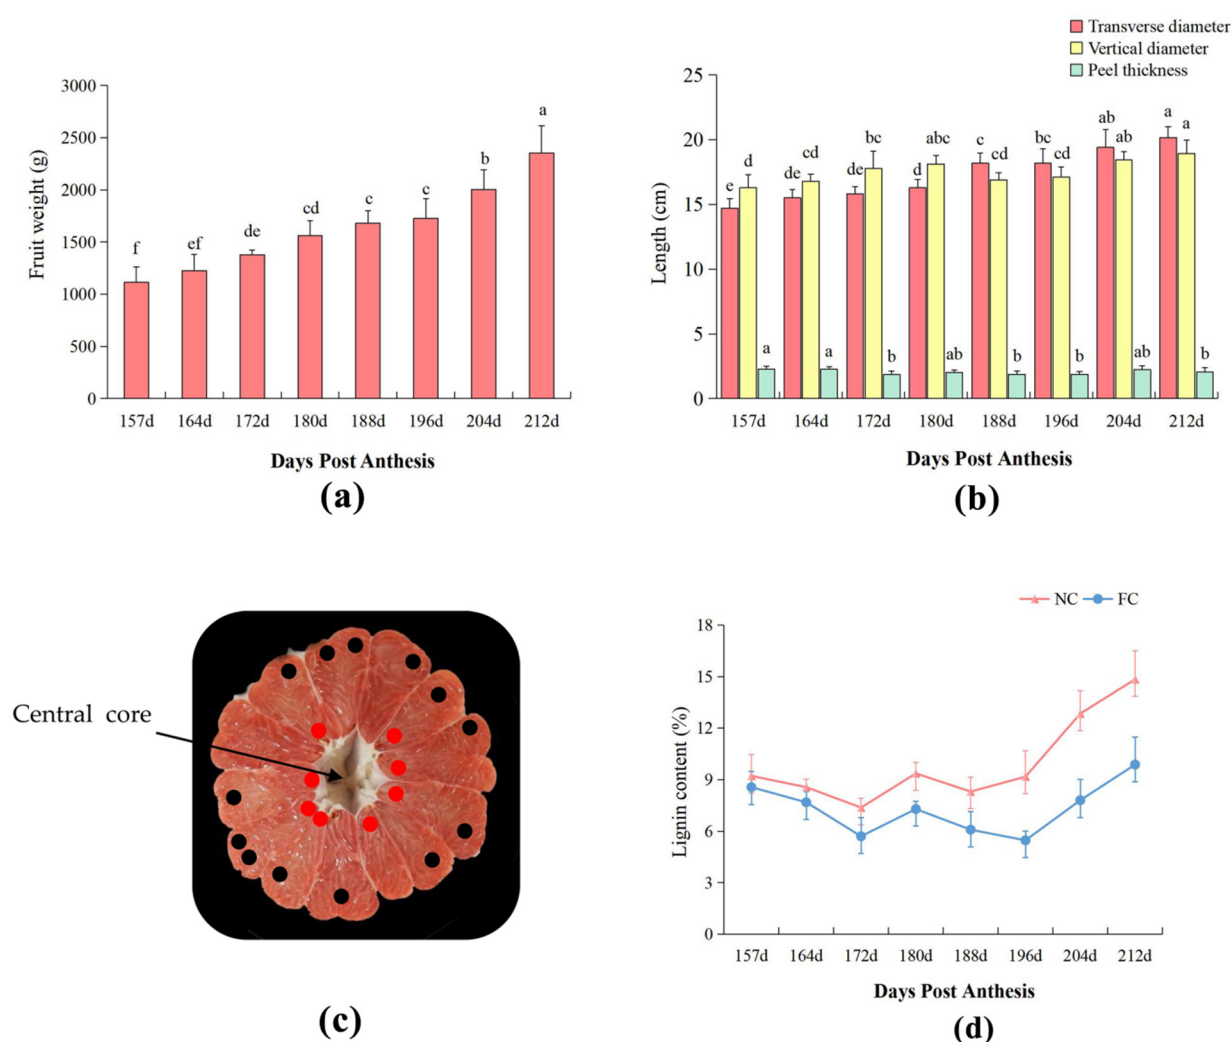 Fruit weight (g)
3000
2500
2000
1500
1000
500
0
f
ef
de
cd
c
c
b
a
157d 164d 172d 180d 188d 196d 204d 212d
Days Post Anthesis
(a)
Transverse diameter
Vertical diameter
Peel thickness
Length (cm)
25
20
15
10
5
0
e d a
de cd a
de bc b
d abc ab
c cd b
bc cd b
ab ab ab
a a b
157d 164d 172d 180d 188d 196d 204d 212d
Days Post Anthesis
(b)
Central core
(c)
NC FC
Lignin content (%)
18
15
12
9
6
3
0
157d 164d 172d 180d 188d 196d 204d 212d
Days Post Anthesis
(d)